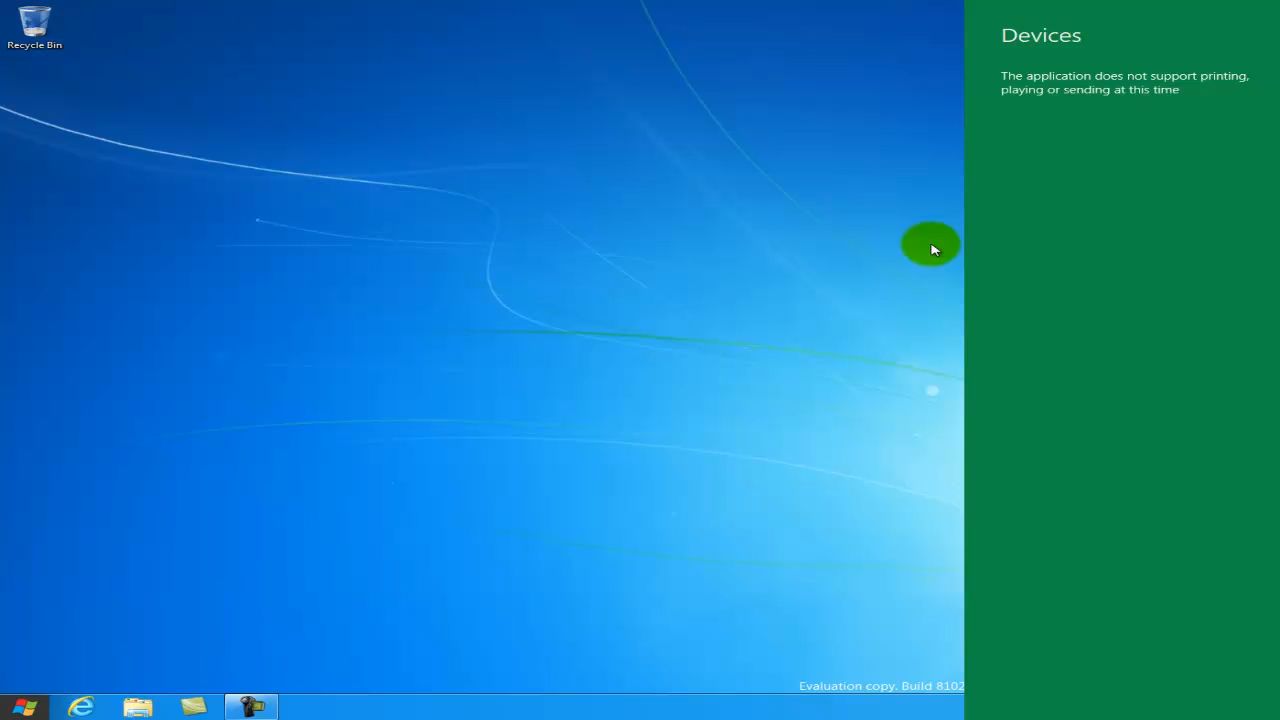 Recycle Bin
Devices
The application does not support printing,
playing or sending at this time
Evaluation copy. Build 8102